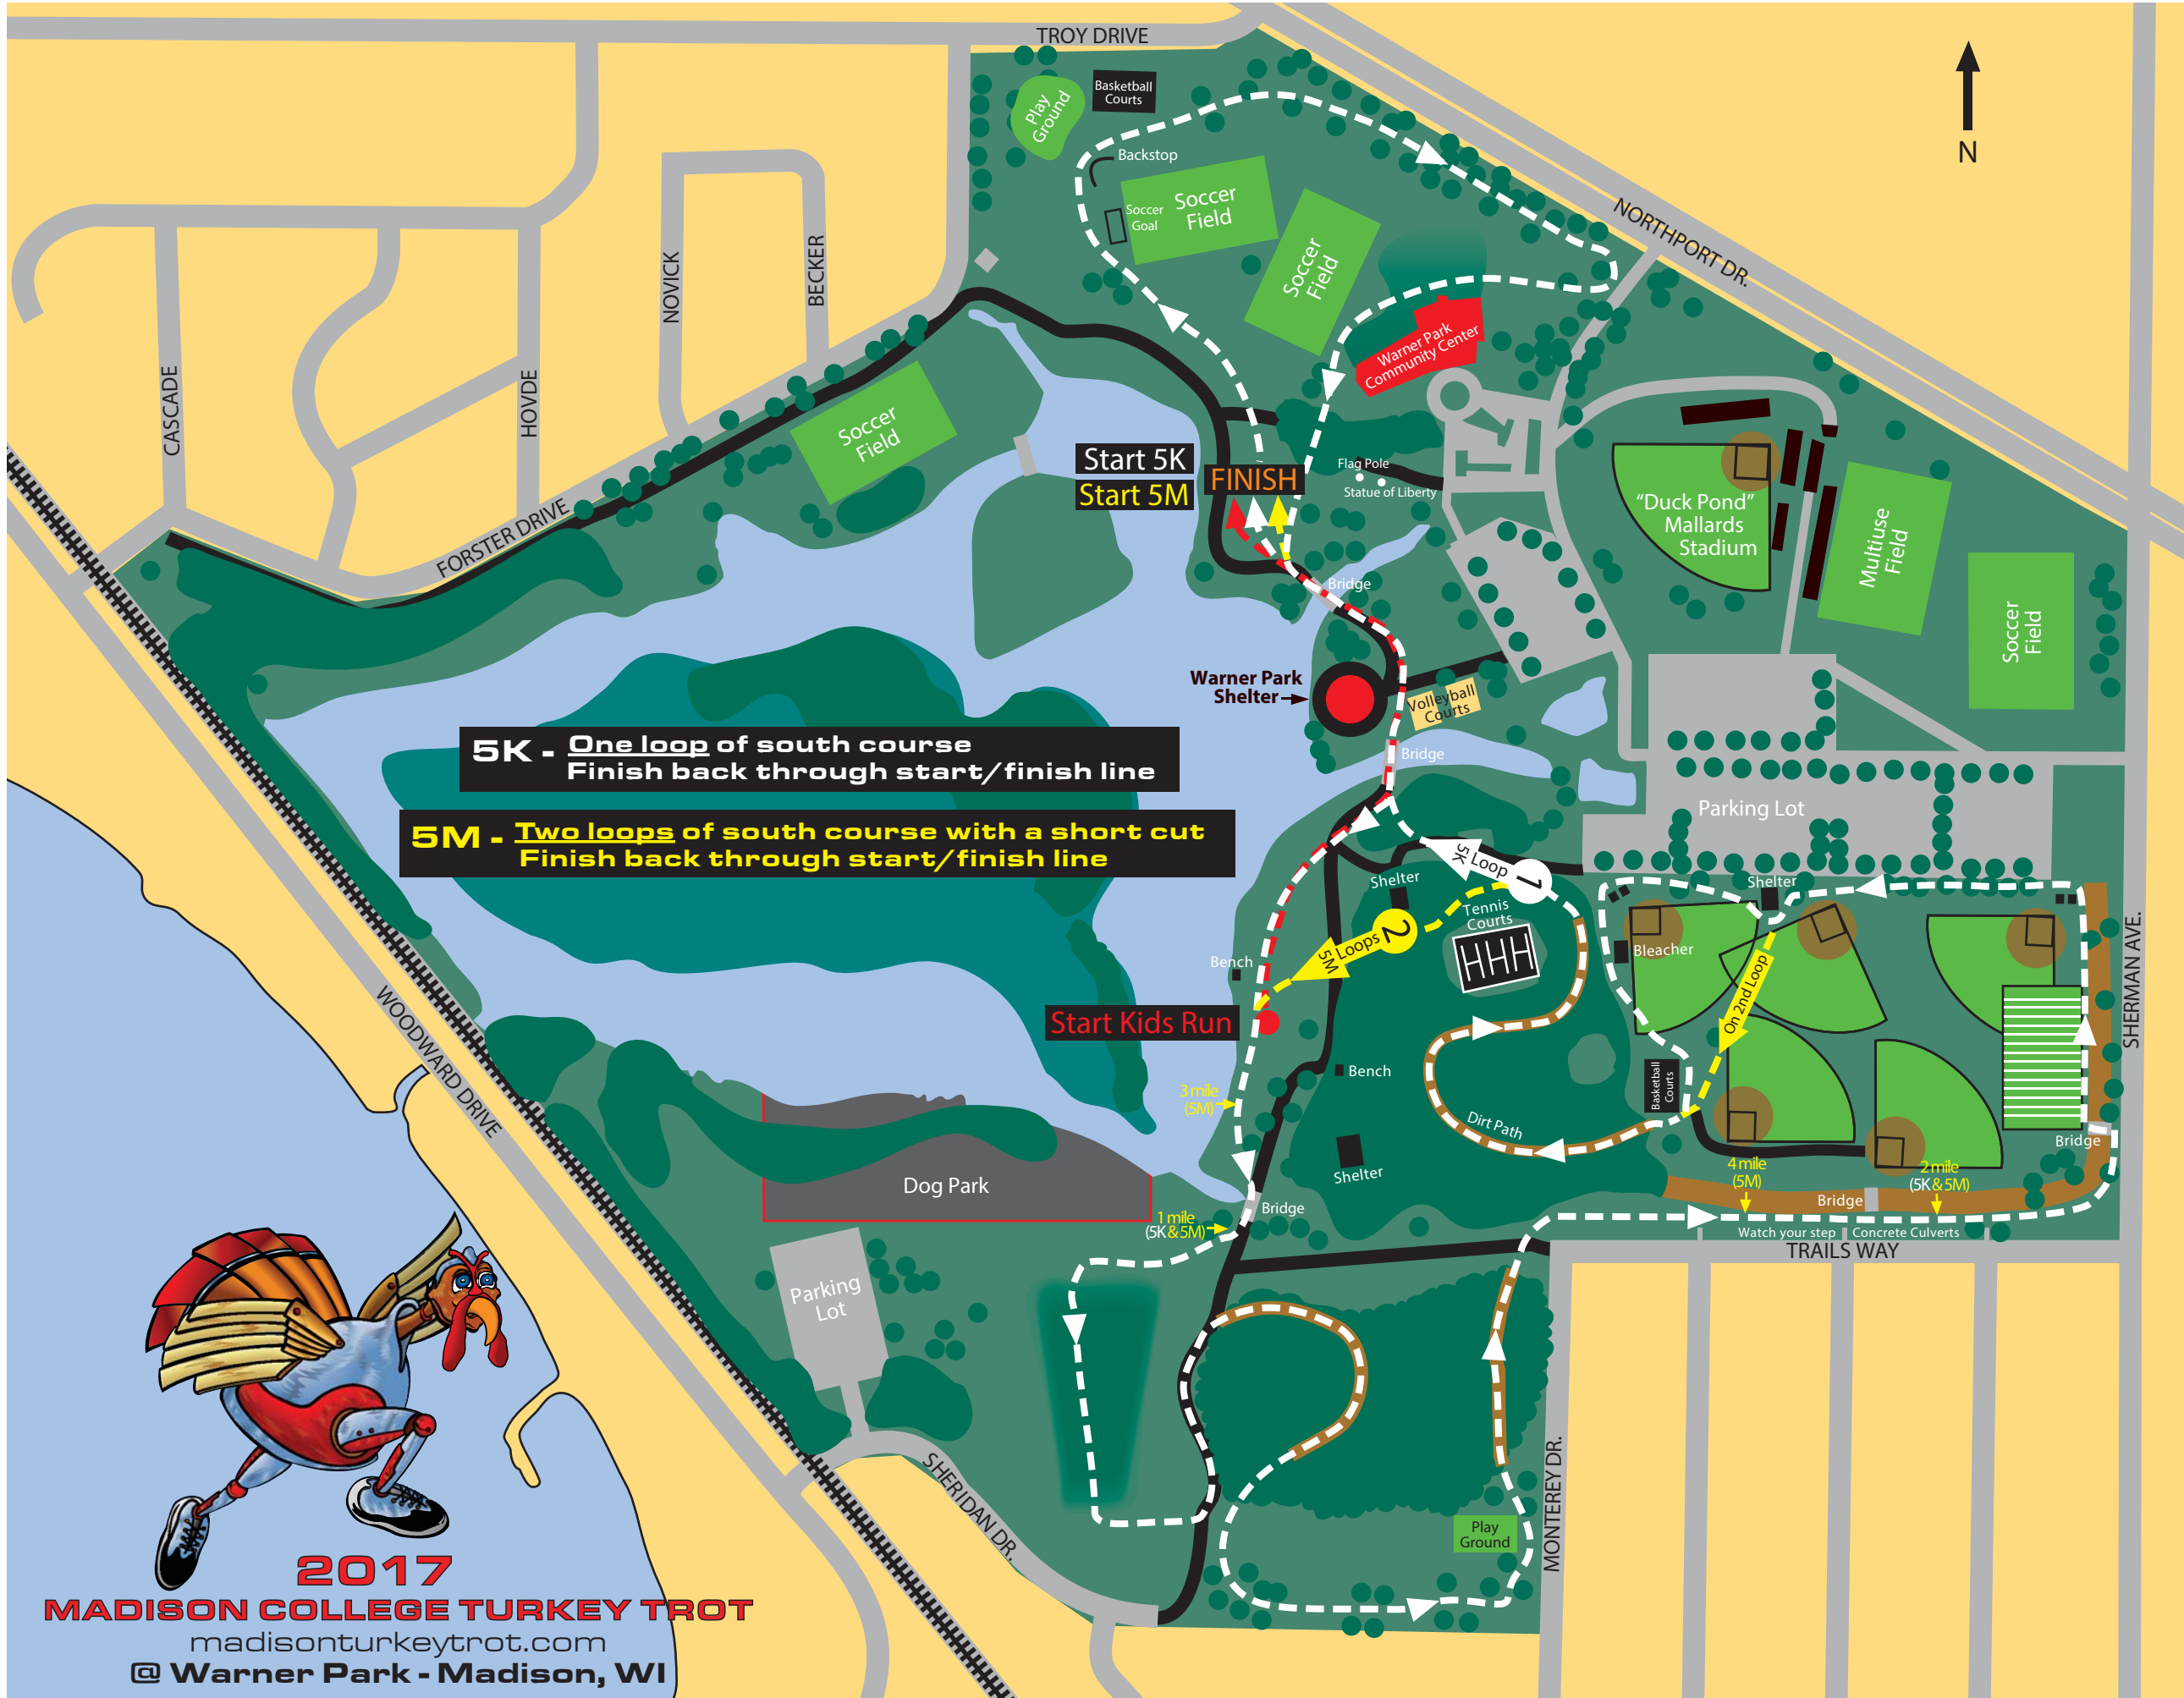 TROY DRIVE
N
Basketball
Courts
Play
Ground
Backstop
Soccer
Field
Soccer
Goal
Soccer
Field
NORTHPORT DR.
NOVICK
BECKER
Warner Park
Community Center
CASCADE
HOVDE
Soccer
Field
Start 5K
Start 5M
FINISH
Flag Pole
Statue of Liberty
"Duck Pond"
Mallards
Stadium
Multiuse
Field
Soccer
Field
FORSTER DRIVE
Bridge
Warner Park
Shelter
Volleyball
Courts
Bridge
5K - One loop of south course
Finish back through start/finish line
5M - Two loops of south course with a short cut
Finish back through start/finish line
Parking Lot
5K Loop
1
Shelter
Tennis
Courts
2
5M Loops
Shelter
Bleacher
On 2nd Loop
SHERMAN AVE.
Bench
Start Kids Run
WOODWARD DRIVE
Bench
Basketball
Courts
3 mile
(5M)
Dirt Path
Bridge
Shelter
Dog Park
4 mile
(5M)
2 mile
(5K&5M)
Bridge
Bridge
1 mile
(5K&5M)
Watch your step
Concrete Culverts
TRAILS WAY
Parking
Lot
SHERIDAN DR.
MONTEREY DR.
Play
Ground
2017
MADISON COLLEGE TURKEY TROT
madisonturkeytrot.com
@ Warner Park - Madison, WI